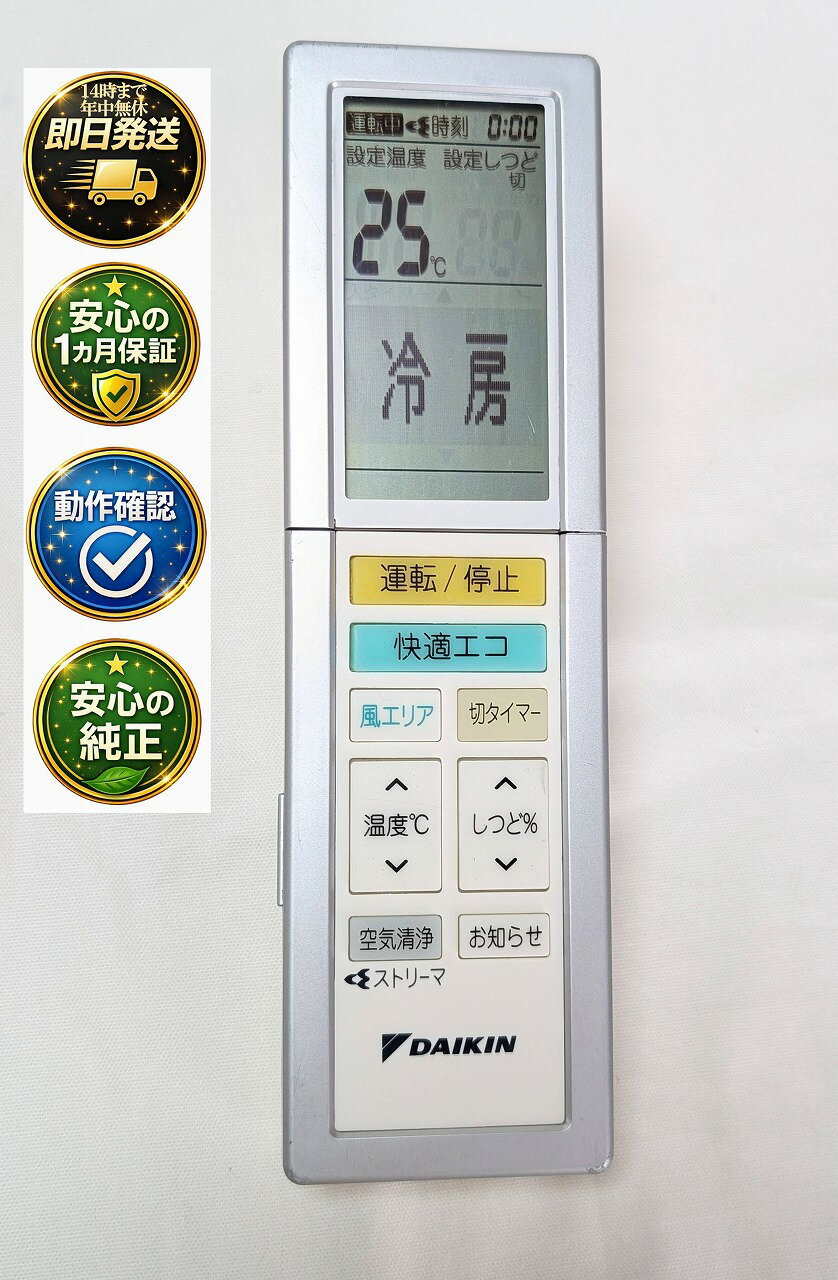 14時まで
年中無休
即日発送
安心の
1カ月保証
動作確認
安心の
純正
運転中 時刻 0:00
設定温度 設定しつど
切
25℃
冷房
運転/停止
快適エコ
風エリア 切タイマー
温度℃ しつど%
空気清浄 お知らせ
ストリーマ
DAIKIN